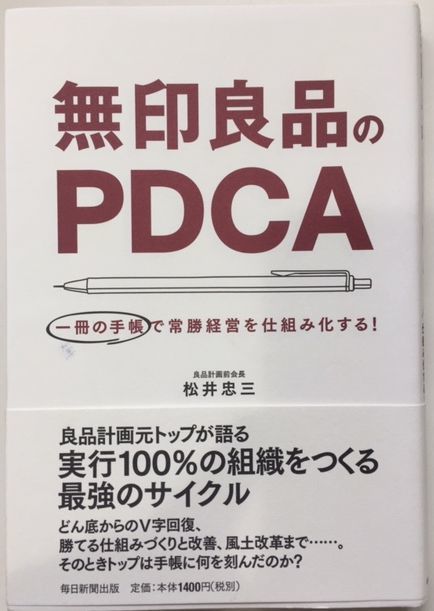 無印良品の
PDCA
一冊の手帳で常勝経営を仕組み化する!
良品計画前会長
松井忠三
良品計画元トップが語る
実行100%の組織をつくる
最強のサイクル
どん底からのV字回復、
勝てる仕組みづくりと改善、風土改革まで……。
そのときトップは手帳に何を刻んだのか?
毎日新聞出版 定価:本体1400円(税別)